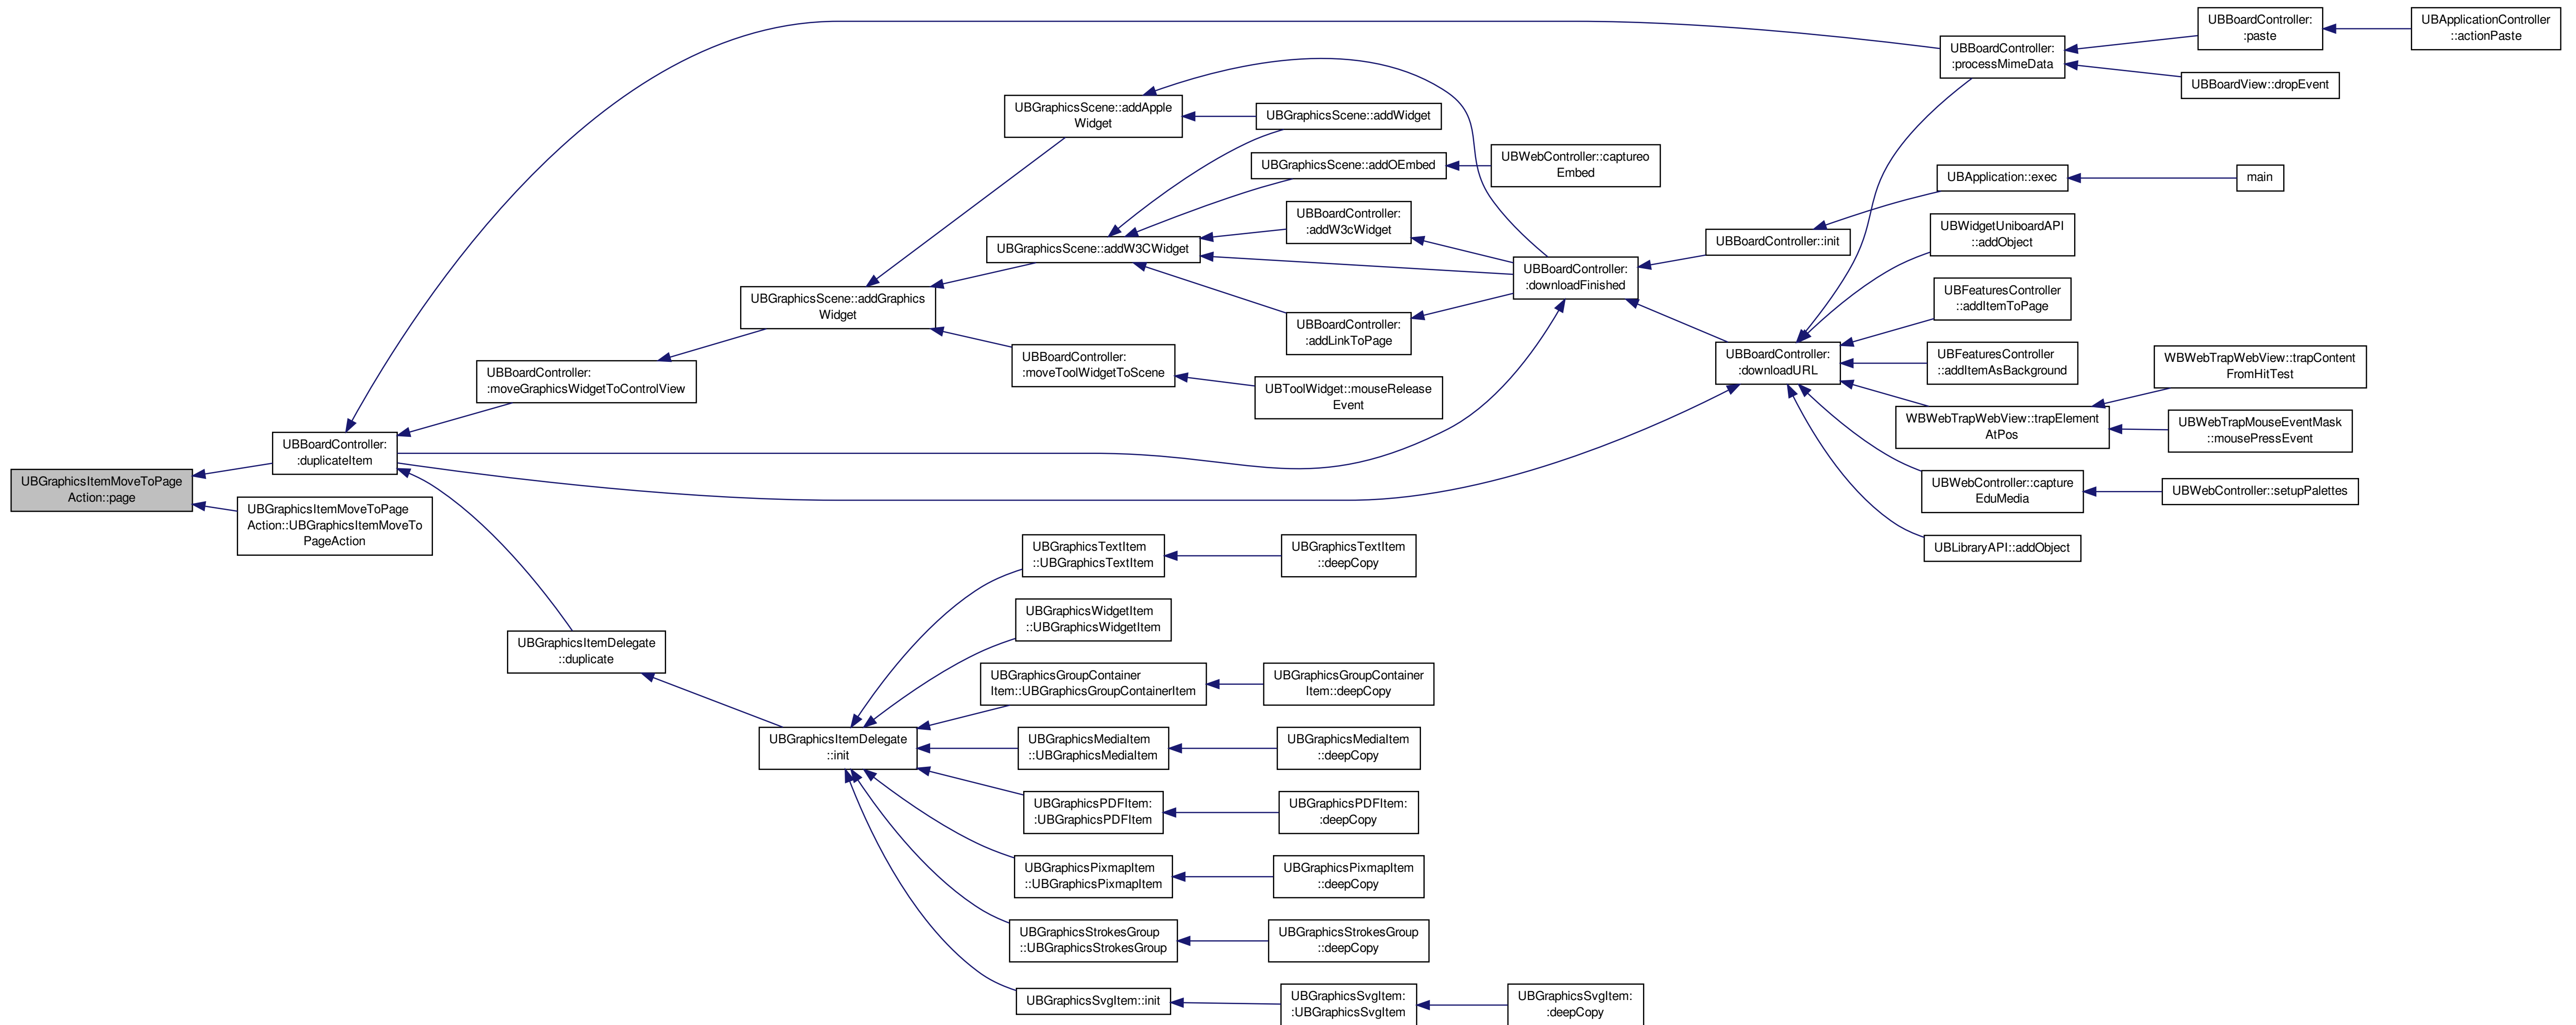 UBGraphicsItemMoveToPage
Action::page
UBBoardController:
:duplicateItem
UBGraphicsItemMoveToPage
Action::UBGraphicsItemMoveTo
PageAction
UBBoardController:
:moveGraphicsWidgetToControlView
UBGraphicsItemDelegate
::duplicate
UBGraphicsScene::addGraphics
Widget
UBGraphicsItemDelegate
::init
UBGraphicsScene::addApple
Widget
UBGraphicsScene::addW3CWidget
UBBoardController:
:moveToolWidgetToScene
UBGraphicsScene::addWidget
UBGraphicsScene::addOEmbed
UBBoardController:
:addW3cWidget
UBBoardController:
:addLinkToPage
UBToolWidget::mouseRelease
Event
UBWebController::captureo
Embed
UBBoardController:
:downloadFinished
UBBoardController::init
UBBoardController:
:downloadURL
UBBoardController:
:processMimeData
UBBoardController:
:paste
UBApplicationController
::actionPaste
UBBoardView::dropEvent
UBApplication::exec
main
UBWidgetUniboardAPI
::addObject
UBFeaturesController
::addItemToPage
UBFeaturesController
::addItemAsBackground
WBWebTrapWebView::trapElement
AtPos
WBWebTrapWebView::trapContent
FromHitTest
UBWebTrapMouseEventMask
::mousePressEvent
UBWebController::capture
EduMedia
UBWebController::setupPalettes
UBLibraryAPI::addObject
UBGraphicsTextItem
::UBGraphicsTextItem
UBGraphicsTextItem
::deepCopy
UBGraphicsWidgetItem
::UBGraphicsWidgetItem
UBGraphicsGroupContainer
Item::UBGraphicsGroupContainerItem
UBGraphicsGroupContainer
Item::deepCopy
UBGraphicsMediaItem
::UBGraphicsMediaItem
UBGraphicsMediaItem
::deepCopy
UBGraphicsPDFItem:
:UBGraphicsPDFItem
UBGraphicsPDFItem:
:deepCopy
UBGraphicsPixmapItem
::UBGraphicsPixmapItem
UBGraphicsPixmapItem
::deepCopy
UBGraphicsStrokesGroup
::UBGraphicsStrokesGroup
UBGraphicsStrokesGroup
::deepCopy
UBGraphicsSvgItem::init
UBGraphicsSvgItem:
:UBGraphicsSvgItem
UBGraphicsSvgItem:
:deepCopy